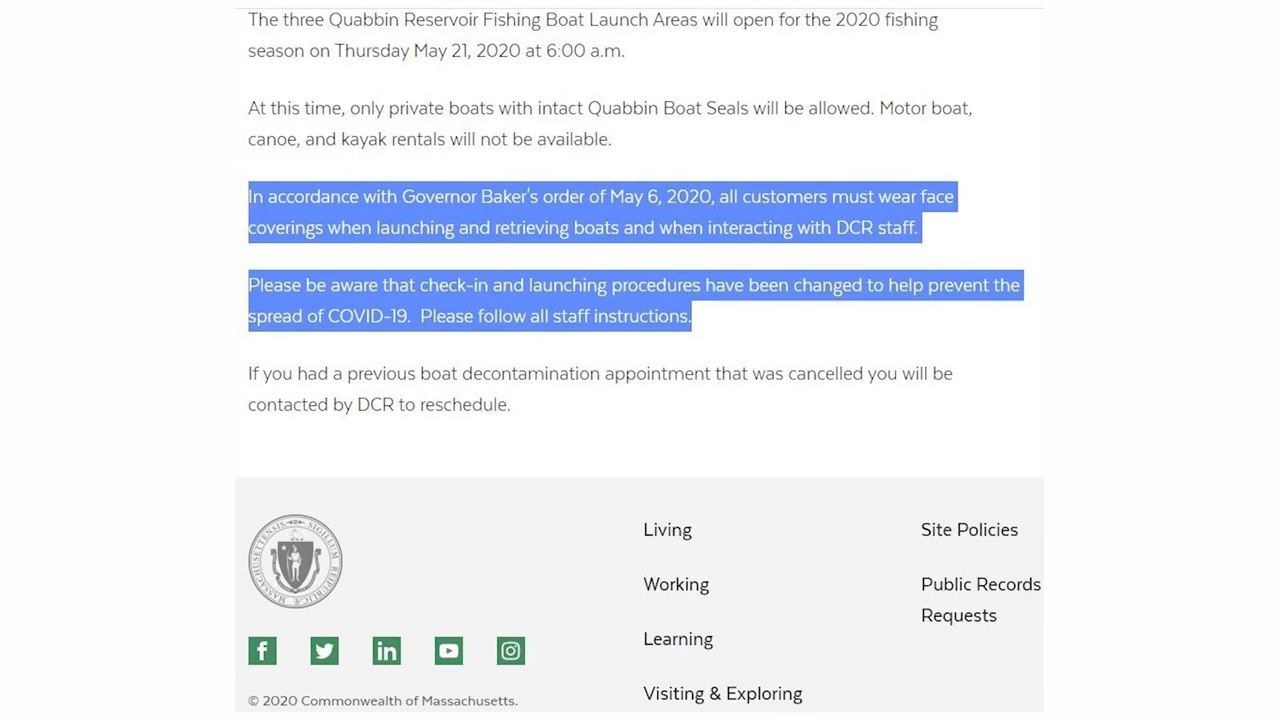 The three Quabbin Reservoir Fishing Boat Launch Areas will open for the 2020 fishing
season on Thursday May 21, 2020 at 6:00 a.m.
At this time, only private boats with intact Quabbin Boat Seals will be allowed. Motor boat,
canoe, and kayak rentals will not be available.
In accordance with Governor Baker's order of May 6, 2020, all customers must wear face
coverings when launching and retrieving boats and when interacting with DCR staff.
Please be aware that check-in and launching procedures have been changed to help prevent the
spread of COVID-19.  Please follow all staff instructions.
If you had a previous boat decontamination appointment that was cancelled you will be
contacted by DCR to reschedule.
SIGILLUM REIPUBLICÆ MASSACHUSETTENSIS
© 2020 Commonwealth of Massachusetts.
Living
Working
Learning
Visiting & Exploring
Site Policies
Public Records
Requests